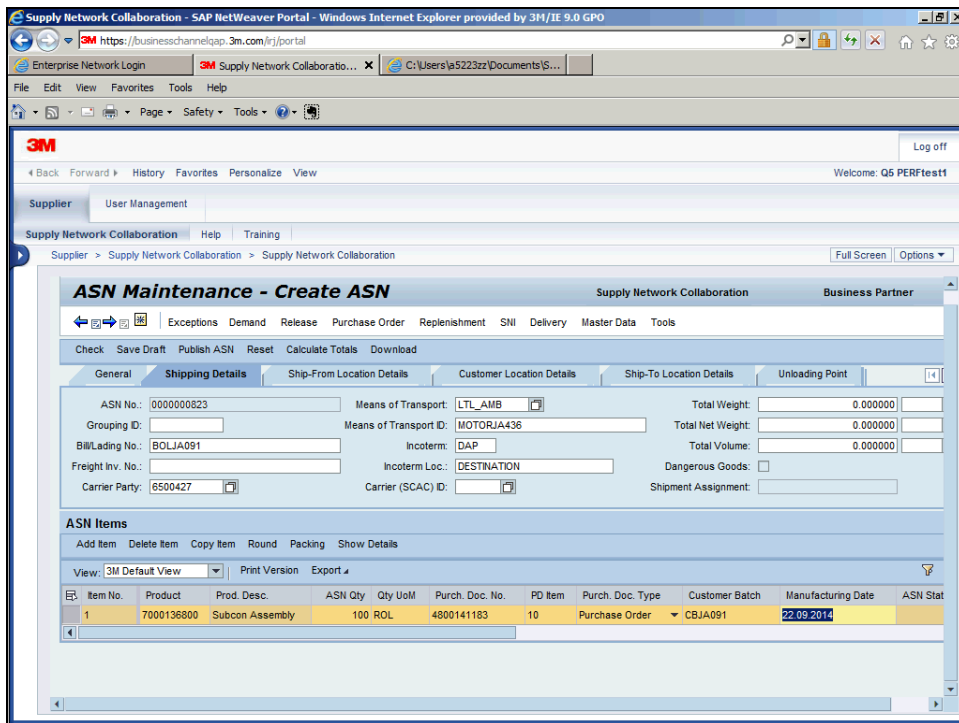 Supply Network Collaboration - SAP NetWeaver Portal - Windows Internet Explorer provided by 3M/IE 9.0 GPO
3M https://businesschannelqap.3m.com/irj/portal
Enterprise Network Login 3M Supply Network Collaboratio... X C:\Users\a5223zz\Documents\S...
File Edit View Favorites Tools Help
Page Safety Tools
3M Log off
Back Forward History Favorites Personalize View Welcome: Q5 PERFtest1
Supplier User Management
Supply Network Collaboration Help Training
Supplier > Supply Network Collaboration > Supply Network Collaboration Full Screen Options
ASN Maintenance - Create ASN Supply Network Collaboration Business Partner
Exceptions Demand Release Purchase Order Replenishment SNI Delivery Master Data Tools
Check Save Draft Publish ASN Reset Calculate Totals Download
General Shipping Details Ship-From Location Details Customer Location Details Ship-To Location Details Unloading Point
ASN No.: 0000000823 Means of Transport: LTL_AMB Total Weight: 0.000000
Grouping ID: Means of Transport ID: MOTORJA436 Total Net Weight: 0.000000
Bill/Lading No.: BOLJA091 Incoterm: DAP Total Volume: 0.000000
Freight Inv. No.: Incoterm Loc.: DESTINATION Dangerous Goods:
Carrier Party: 6500427 Carrier (SCAC) ID: Shipment Assignment:
ASN Items
Add Item Delete Item Copy Item Round Packing Show Details
View: 3M Default View Print Version Export
Item No. Product Prod. Desc. ASN Qty Qty UoM Purch. Doc. No. PD Item Purch. Doc. Type Customer Batch Manufacturing Date ASN Stat
1 7000136800 Subcon Assembly 100 ROL 4800141183 10 Purchase Order CBJA091 22.09.2014